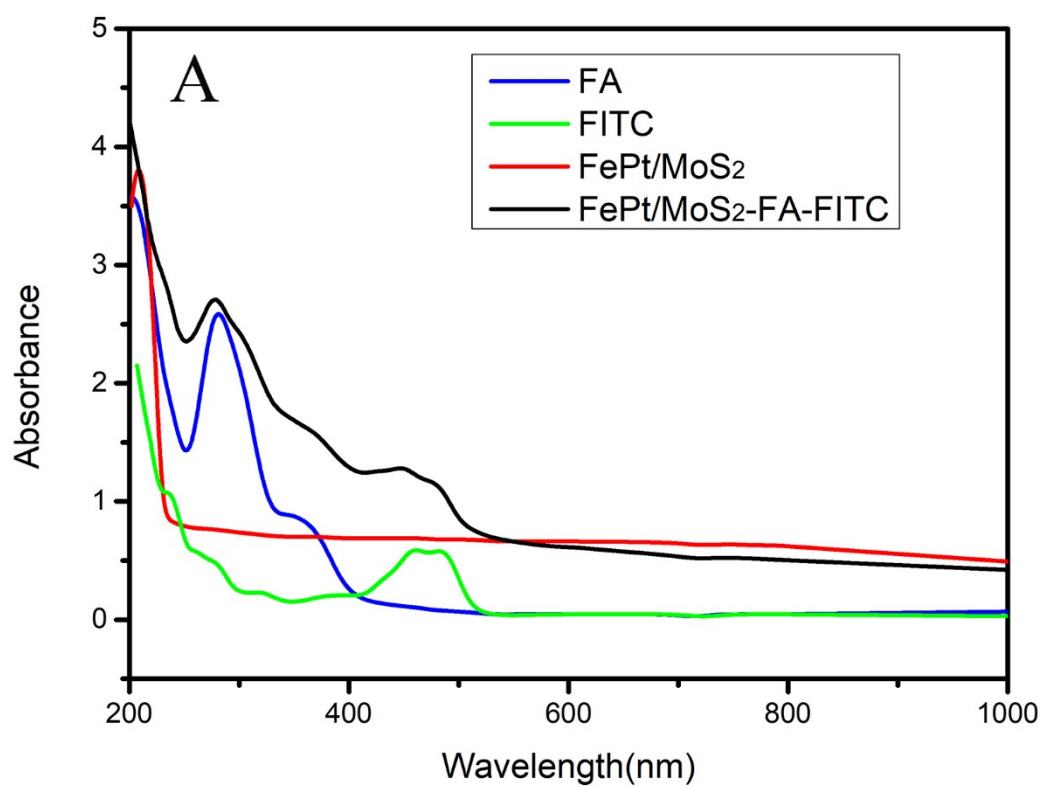 A
FA
FITC
FePt/MoS2
FePt/MoS2-FA-FITC
5
4
3
2
1
0
Absorbance
200
400
600
800
1000
Wavelength(nm)